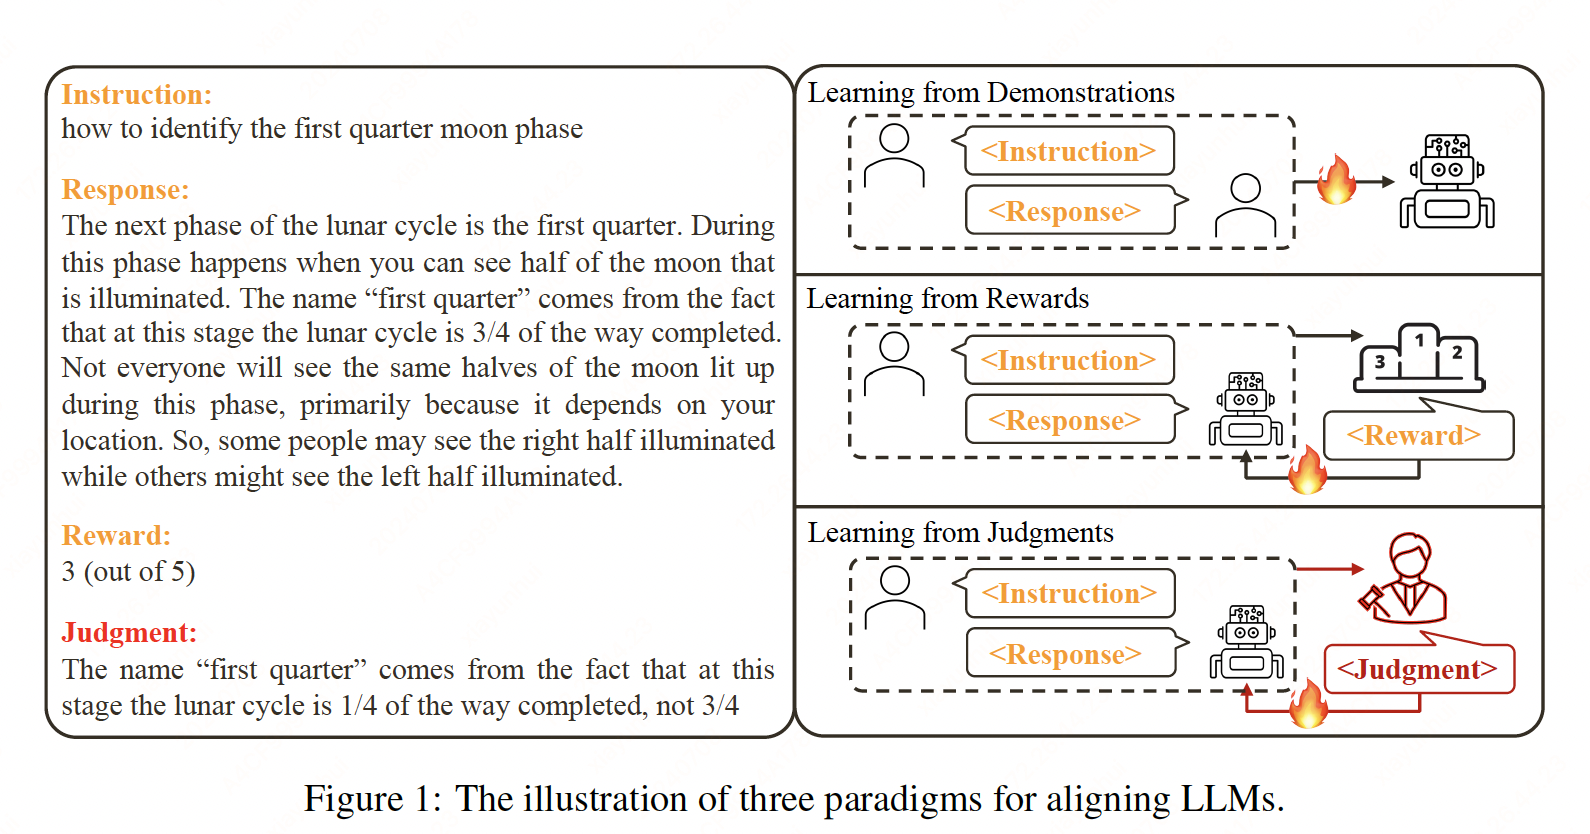 Instruction:
how to identify the first quarter moon phase
Response:
The next phase of the lunar cycle is the first quarter. During
this phase happens when you can see half of the moon that
is illuminated. The name “first quarter” comes from the fact
that at this stage the lunar cycle is 3/4 of the way completed.
Not everyone will see the same halves of the moon lit up
during this phase, primarily because it depends on your
location. So, some people may see the right half illuminated
while others might see the left half illuminated.
Reward:
3 (out of 5)
Judgment:
The name “first quarter” comes from the fact that at this
stage the lunar cycle is 1/4 of the way completed, not 3/4
Learning from Demonstrations
<Instruction>
<Response>
Learning from Rewards
<Instruction>
<Response>
3
1
2
<Reward>
Learning from Judgments
<Instruction>
<Response>
<Judgment>
Figure 1: The illustration of three paradigms for aligning LLMs.